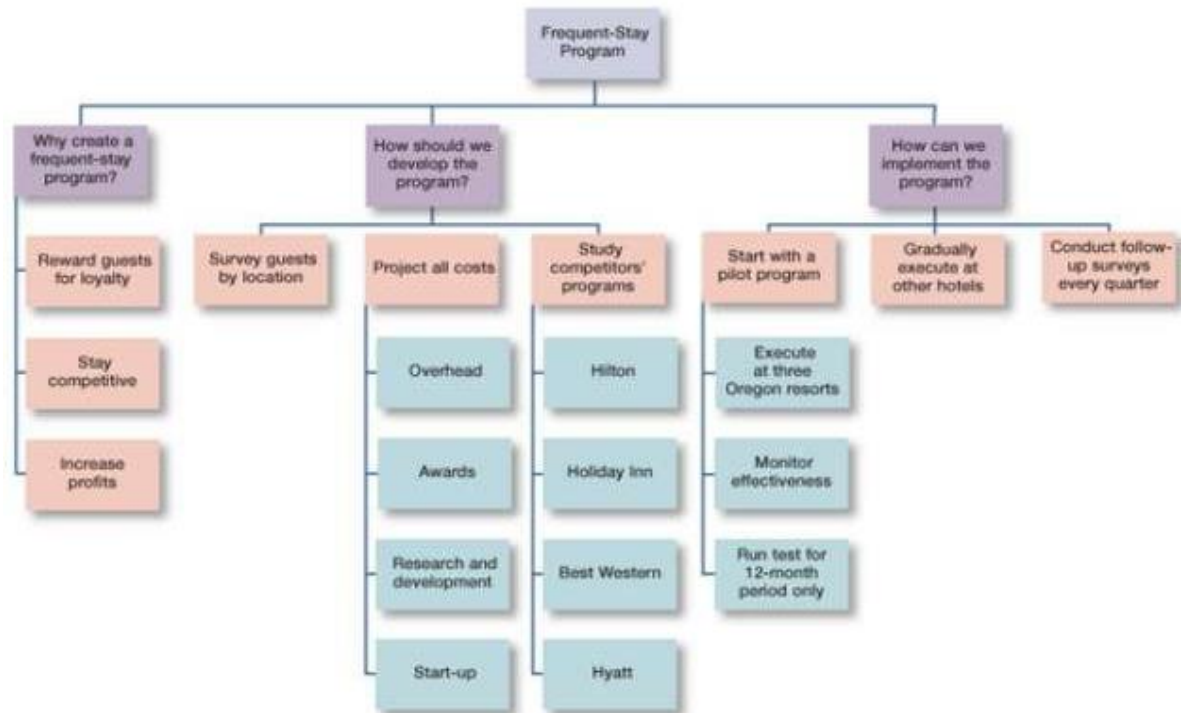 Frequent-Stay
Program
Why create a
frequent-stay
program?
How should we
develop the
program?
How can we
implement the
program?
Reward guests
for loyalty
Survey guests
by location
Project all costs
Study
competitors'
programs
Start with a
pilot program
Gradually
execute at
other hotels
Conduct follow-
up surveys
every quarter
Stay
competitive
Overhead
Hilton
Execute
at three
Oregon resorts
Increase
profits
Awards
Holiday Inn
Monitor
effectiveness
Research and
development
Best Western
Run test for
12-month
period only
Start-up
Hyatt